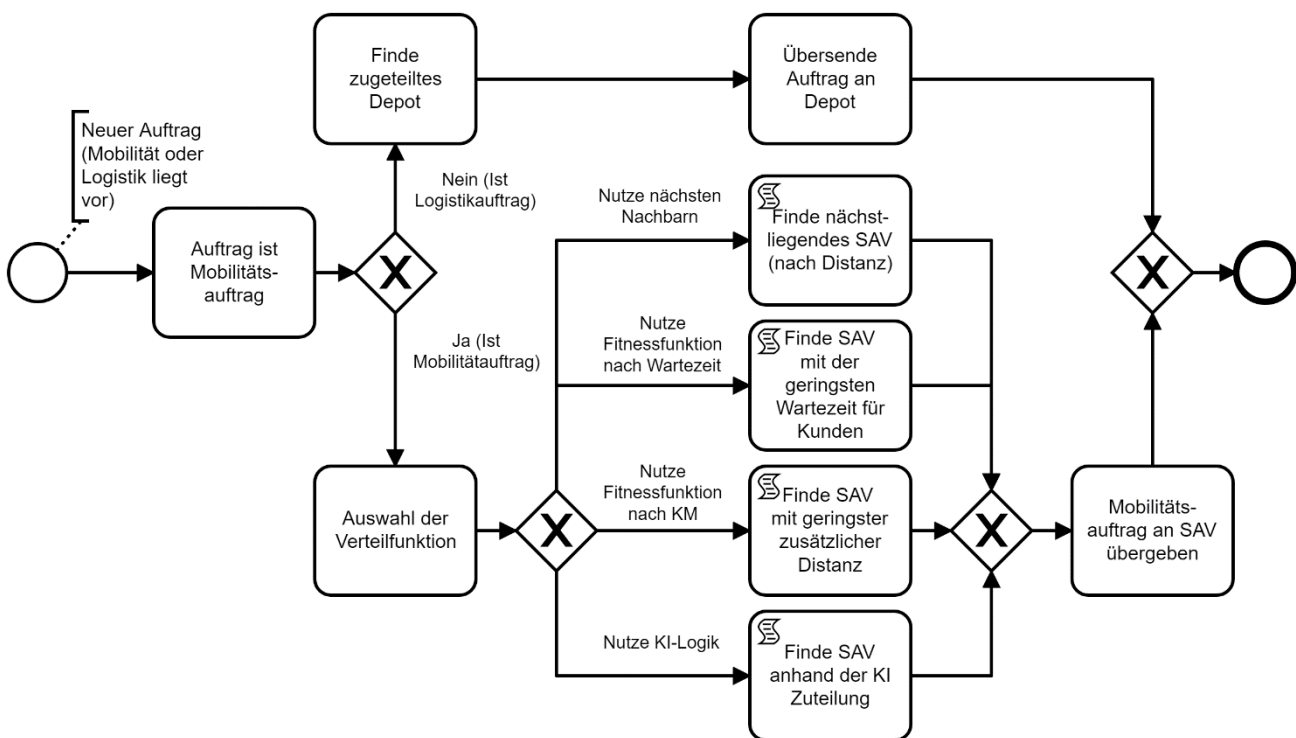 Finde
zugeteiltes
Depot
Übersende
Auftrag an
Depot
Neuer Auftrag
(Mobilität oder
Logistik liegt
vor)
Nein (Ist
Logistikauftrag)
Auftrag ist
Mobilitäts-
auftrag
X
Ja (Ist
Mobilitätauftrag)
Nutze nächsten
Nachbarn
Finde nächst-
liegendes SAV
(nach Distanz)
X
Nutze
Fitnessfunktion
nach Wartezeit
Finde SAV
mit der
geringsten
Wartezeit für
Kunden
Auswahl der
Verteilfunktion
X
Nutze
Fitnessfunktion
nach KM
Finde SAV
mit geringster
zusätzlicher
Distanz
X
Mobilitäts-
auftrag an SAV
übergeben
Nutze KI-Logik
Finde SAV
anhand der KI
Zuteilung